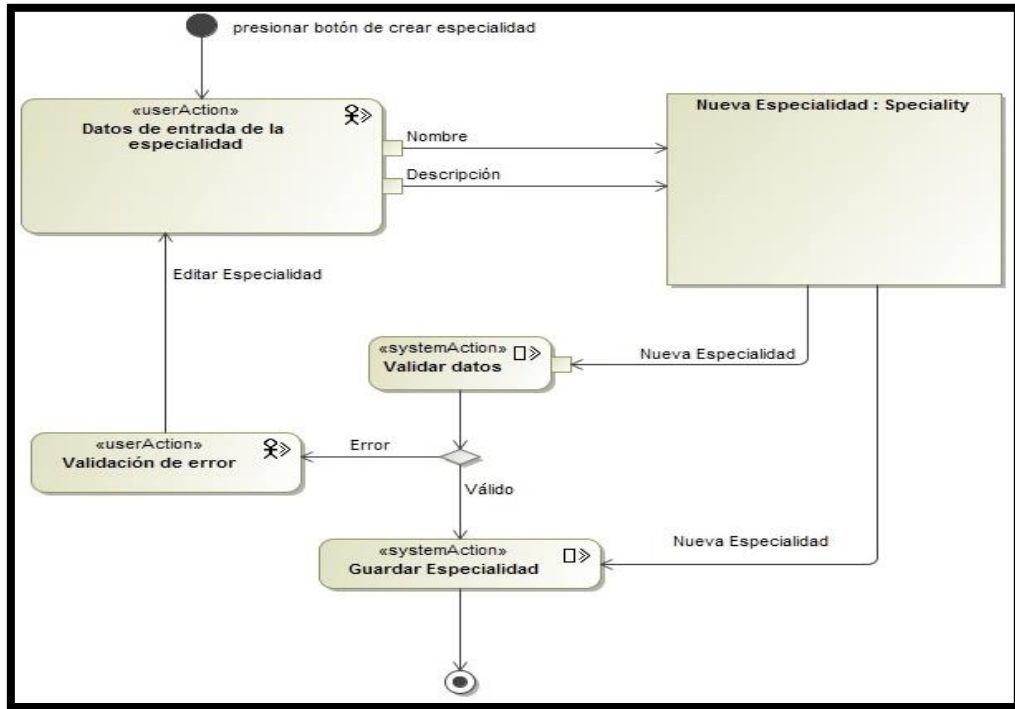 presionar botón de crear especialidad
«userAction»
Datos de entrada de la
especialidad
Nombre
Descripción
Nueva Especialidad : Speciality
Editar Especialidad
«systemAction»
Validar datos
Nueva Especialidad
«userAction»
Validación de error
Error
Válido
«systemAction»
Guardar Especialidad
Nueva Especialidad